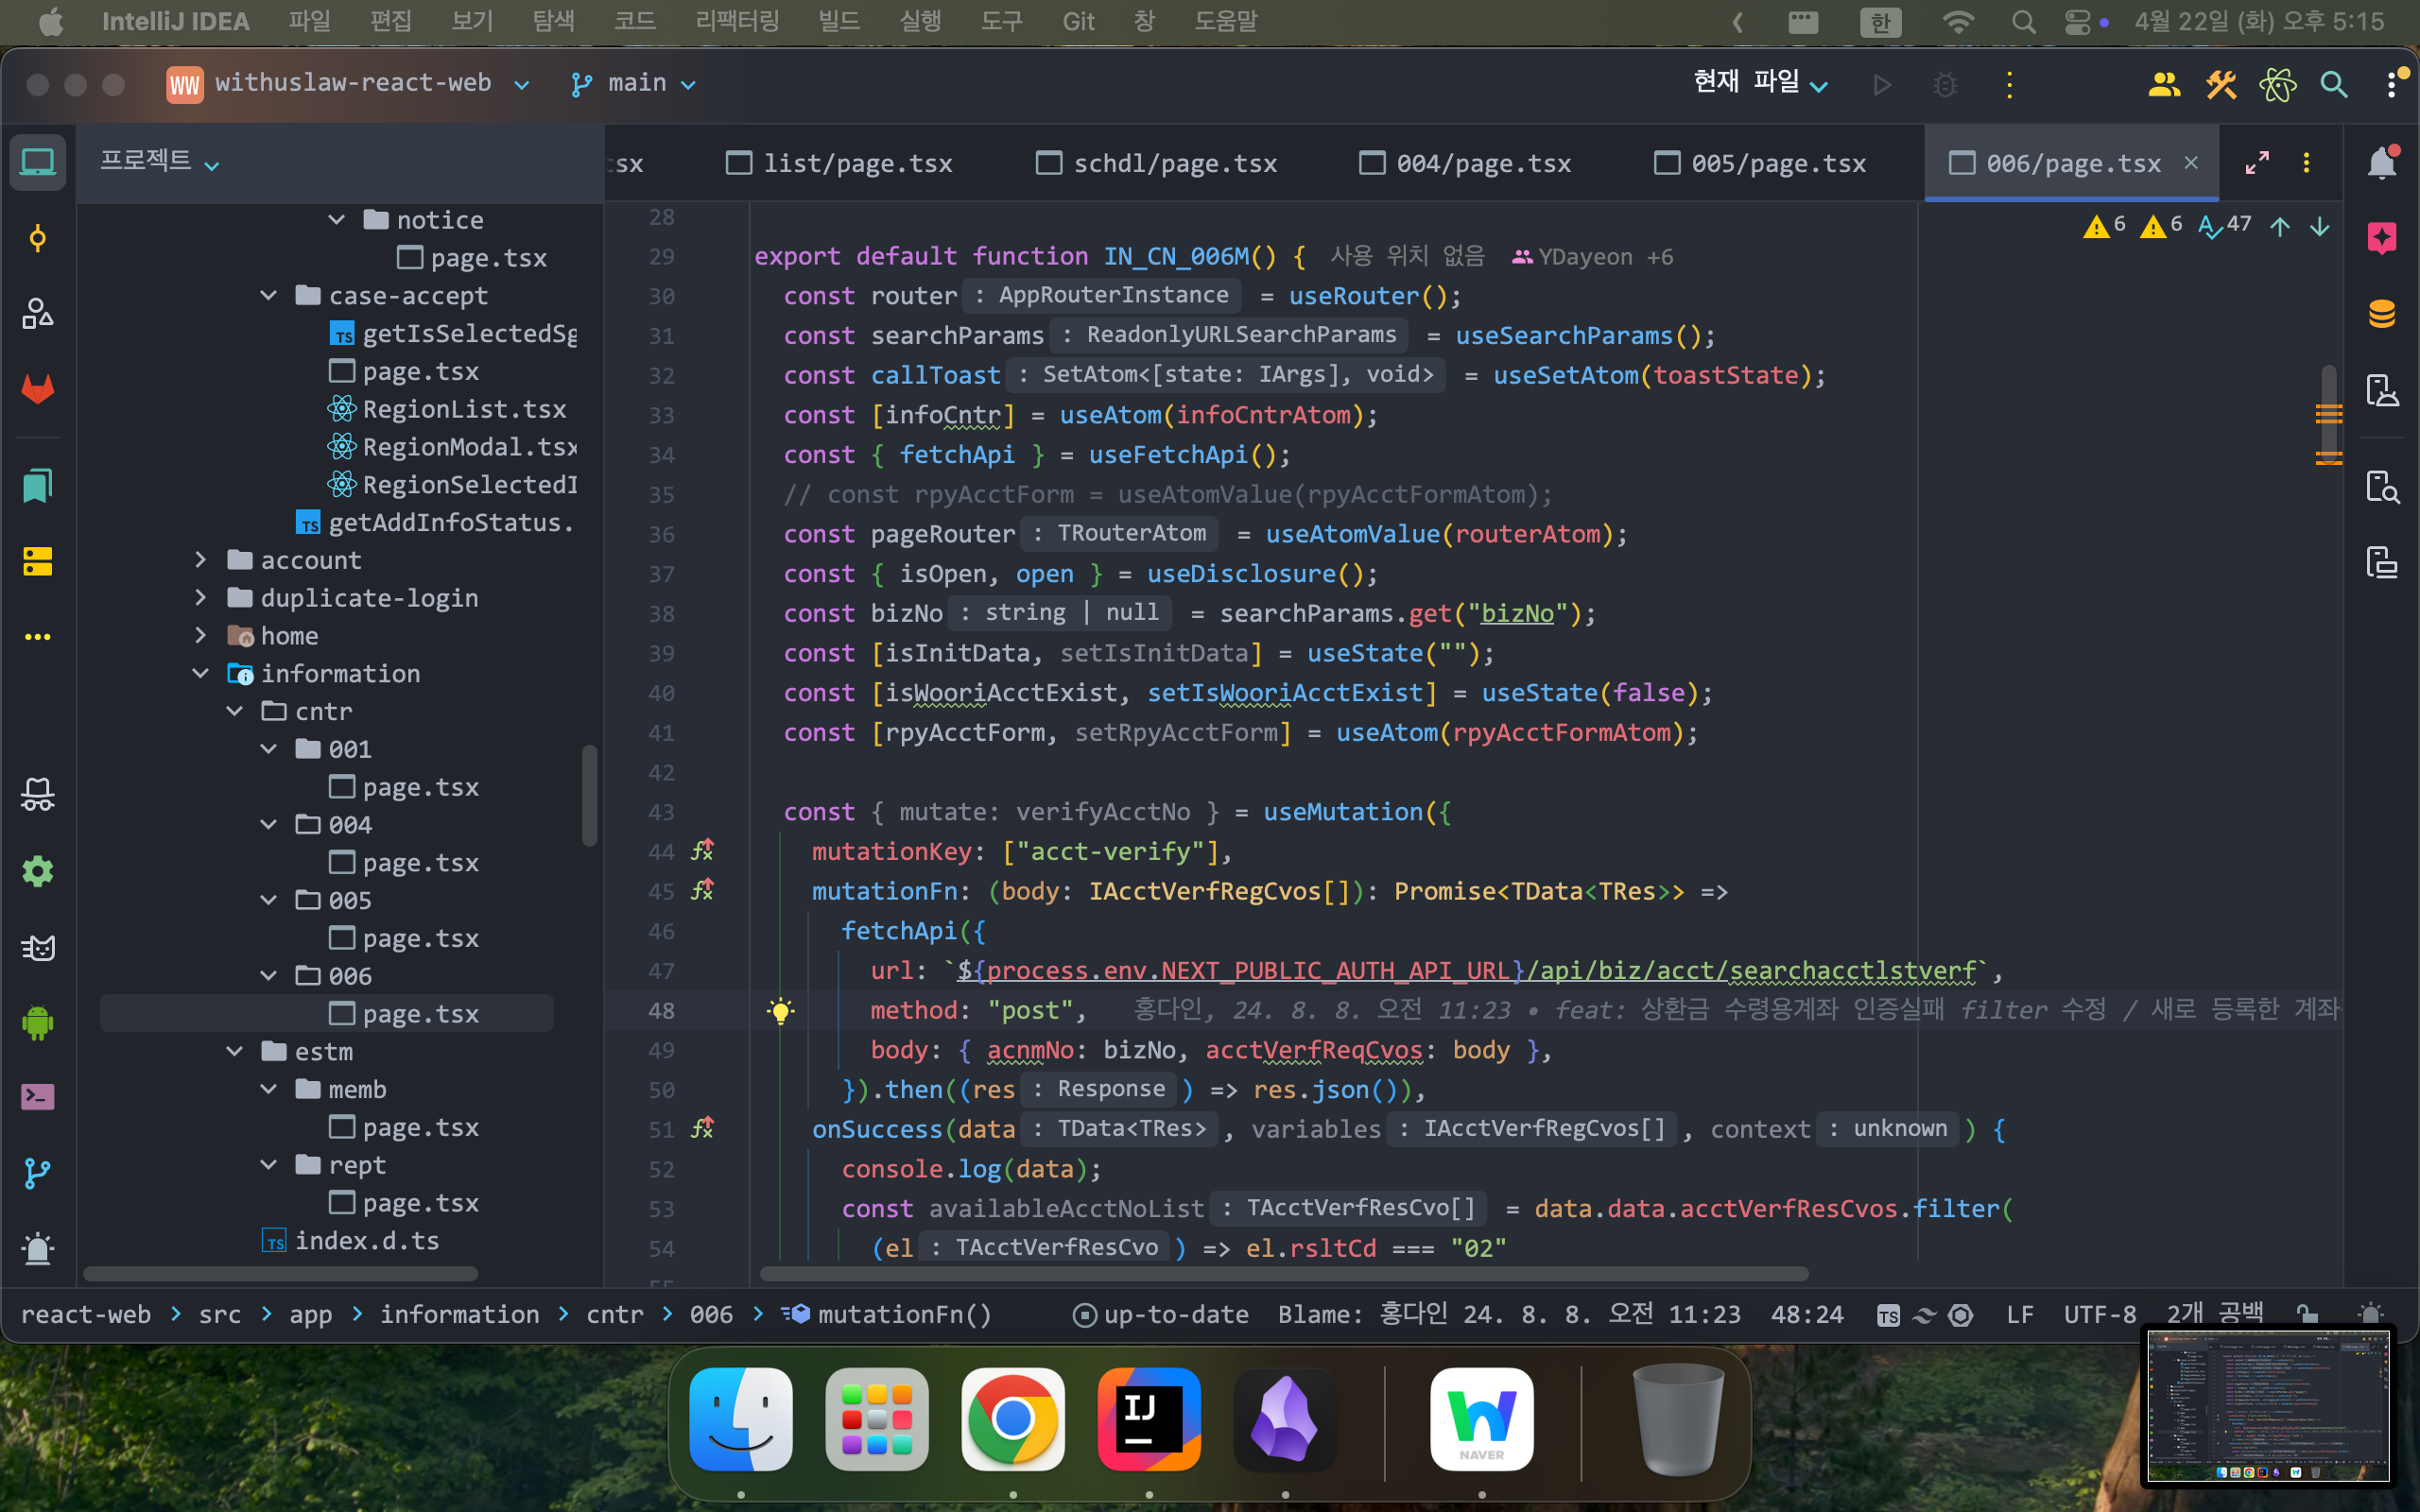 IntelliJ IDEA 파일 편집 보기 탐색 코드 리팩터링 빌드 실행 도구 Git 창 도움말 한 4월 22일 (화) 오후 5:15
WW withuslaw-react-web main 현재 파일
프로젝트
:sx list/page.tsx schdl/page.tsx 004/page.tsx 005/page.tsx 006/page.tsx
notice
page.tsx
case-accept
getIsSelectedSg
page.tsx
RegionList.tsx
RegionModal.tsx
RegionSelectedI
getAddInfoStatus.
account
duplicate-login
home
information
cntr
001
page.tsx
004
page.tsx
005
page.tsx
006
page.tsx
estm
memb
page.tsx
rept
page.tsx
index.d.ts
6 6 47
28
29 export default function IN_CN_006M() { 사용 위치 없음 YDayeon +6
30 const router : AppRouterInstance = useRouter();
31 const searchParams : ReadonlyURLSearchParams = useSearchParams();
32 const callToast : SetAtom<[state: IArgs], void> = useSetAtom(toastState);
33 const [infoCntr] = useAtom(infoCntrAtom);
34 const { fetchApi } = useFetchApi();
35 // const rpyAcctForm = useAtomValue(rpyAcctFormAtom);
36 const pageRouter : TRouterAtom = useAtomValue(routerAtom);
37 const { isOpen, open } = useDisclosure();
38 const bizNo : string | null = searchParams.get("bizNo");
39 const [isInitData, setIsInitData] = useState("");
40 const [isWooriAcctExist, setIsWooriAcctExist] = useState(false);
41 const [rpyAcctForm, setRpyAcctForm] = useAtom(rpyAcctFormAtom);
42
43 const { mutate: verifyAcctNo } = useMutation({
44 mutationKey: ["acct-verify"],
45 mutationFn: (body: IAcctVerfRegCvos[]): Promise<TData<TRes>> =>
46 fetchApi({
47 url: `${process.env.NEXT_PUBLIC_AUTH_API_URL}/api/biz/acct/searchacctlstverf`,
48 method: "post", 홍다인, 24. 8. 8. 오전 11:23 • feat: 상환금 수령용계좌 인증실패 filter 수정 / 새로 등록한 계좌
49 body: { acnmNo: bizNo, acctVerfReqCvos: body },
50 }).then((res : Response ) => res.json()),
51 onSuccess(data : TData<TRes> , variables : IAcctVerfRegCvos[] , context : unknown ) {
52 console.log(data);
53 const availableAcctNoList : TAcctVerfResCvo[] = data.data.acctVerfResCvos.filter(
54 (el : TAcctVerfResCvo ) => el.rsltCd === "02"
55
react-web > src > app > information > cntr > 006 > mutationFn() up-to-date Blame: 홍다인 24. 8. 8. 오전 11:23 48:24 TS LF UTF-8 2개 공백
IJ
NAVER